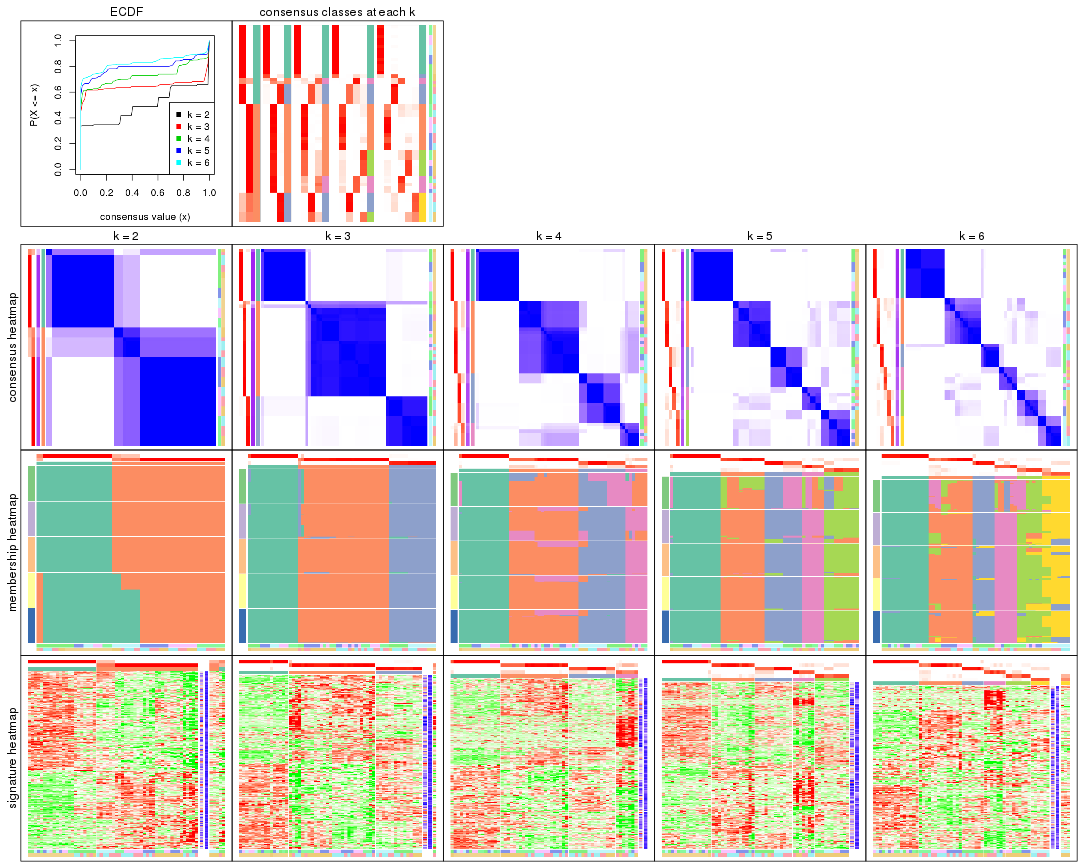 ECDF
consensus classes at each k
P(X <= x)
1.0
0.8
0.6
0.4
0.2
0.0
k = 2
k = 3
k = 4
k = 5
k = 6
0.0 0.2 0.4 0.6 0.8 1.0
consensus value (x)
k = 2
k = 3
k = 4
k = 5
k = 6
consensus heatmap
membership heatmap
signature heatmap